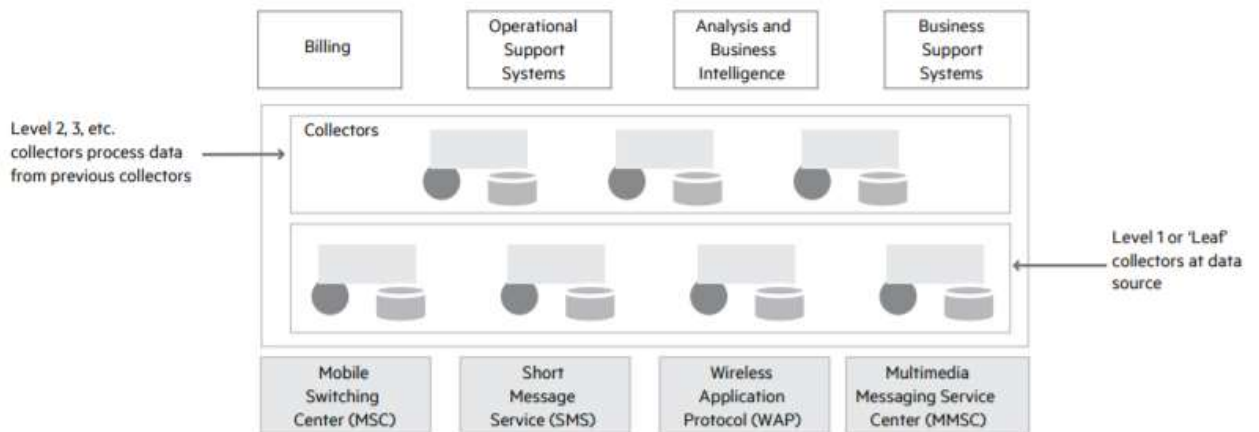 Billing
Operational
Support
Systems
Analysis and
Business
Intelligence
Business
Support
Systems
Level 2, 3, etc.
collectors process data
from previous collectors
Collectors
Level 1 or 'Leaf'
collectors at data
source
Mobile
Switching
Center (MSC)
Short
Message
Service (SMS)
Wireless
Application
Protocol (WAP)
Multimedia
Messaging Service
Center (MMSC)